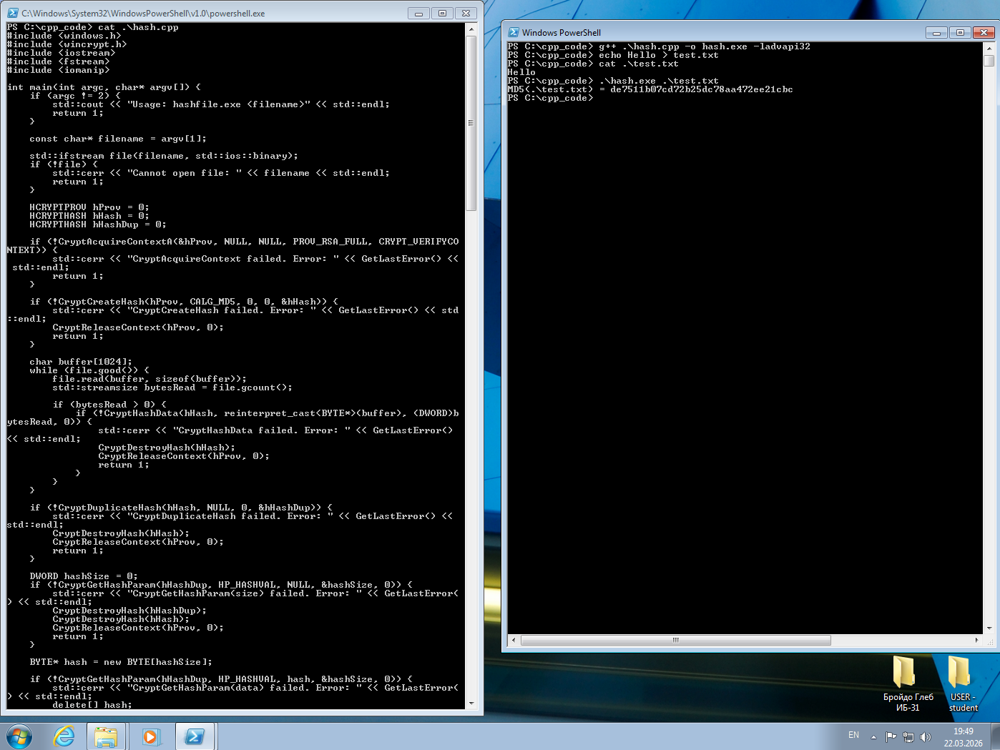 C:\Windows\System32\WindowsPowerShell\v1.0\powershell.exe
PS C:\cpp_code> cat .\hash.cpp
#include <windows.h>
#include <wincrypt.h>
#include <iostream>
#include <fstream>
#include <iomanip>
int main(int argc, char* argv[]) {
    if (argc != 2) {
        std::cout << "Usage: hashfile.exe <filename>" << std::endl;
        return 1;
    }
    const char* filename = argv[1];
    std::ifstream file(filename, std::ios::binary);
    if (!file) {
        std::cerr << "Cannot open file: " << filename << std::endl;
        return 1;
    }
    HCRYPTPROV hProv = 0;
    HCRYPTHASH hHash = 0;
    HCRYPTHASH hHashDup = 0;
    if (!CryptAcquireContextA(&hProv, NULL, NULL, PROV_RSA_FULL, CRYPT_VERIFYCO
NTEXT)) {
        std::cerr << "CryptAcquireContext failed. Error: " << GetLastError() <<
 std::endl;
        return 1;
    }
    if (!CryptCreateHash(hProv, CALG_MD5, 0, 0, &hHash)) {
        std::cerr << "CryptCreateHash failed. Error: " << GetLastError() << std
::endl;
        CryptReleaseContext(hProv, 0);
        return 1;
    }
    char buffer[1024];
    while (file.good()) {
        file.read(buffer, sizeof(buffer));
        std::streamsize bytesRead = file.gcount();
        if (bytesRead > 0) {
            if (!CryptHashData(hHash, reinterpret_cast<BYTE*>(buffer), (DWORD)b
ytesRead, 0)) {
                std::cerr << "CryptHashData failed. Error: " << GetLastError()
<< std::endl;
                CryptDestroyHash(hHash);
                CryptReleaseContext(hProv, 0);
                return 1;
            }
        }
    }
    if (!CryptDuplicateHash(hHash, NULL, 0, &hHashDup)) {
        std::cerr << "CryptDuplicateHash failed. Error: " << GetLastError() <<
std::endl;
        CryptDestroyHash(hHash);
        CryptReleaseContext(hProv, 0);
        return 1;
    }
    DWORD hashSize = 0;
    if (!CryptGetHashParam(hHashDup, HP_HASHVAL, NULL, &hashSize, 0)) {
        std::cerr << "CryptGetHashParam(size) failed. Error: " << GetLastError(
) << std::endl;
        CryptDestroyHash(hHashDup);
        CryptDestroyHash(hHash);
        CryptReleaseContext(hProv, 0);
        return 1;
    }
    BYTE* hash = new BYTE[hashSize];
    if (!CryptGetHashParam(hHashDup, HP_HASHVAL, hash, &hashSize, 0)) {
        std::cerr << "CryptGetHashParam(data) failed. Error: " << GetLastError(
) << std::endl;
        delete[] hash;
Windows PowerShell
PS C:\cpp_code> g++ .\hash.cpp -o hash.exe -ladvapi32
PS C:\cpp_code> echo Hello > test.txt
PS C:\cpp_code> cat .\test.txt
Hello
PS C:\cpp_code> .\hash.exe .\test.txt
MD5(.\test.txt) = de7511b07cd72b25dc78aa472ee21cbc
PS C:\cpp_code>
Бройдо Глеб
ИБ-31
USER -
student
EN
19:49
22.03.2026